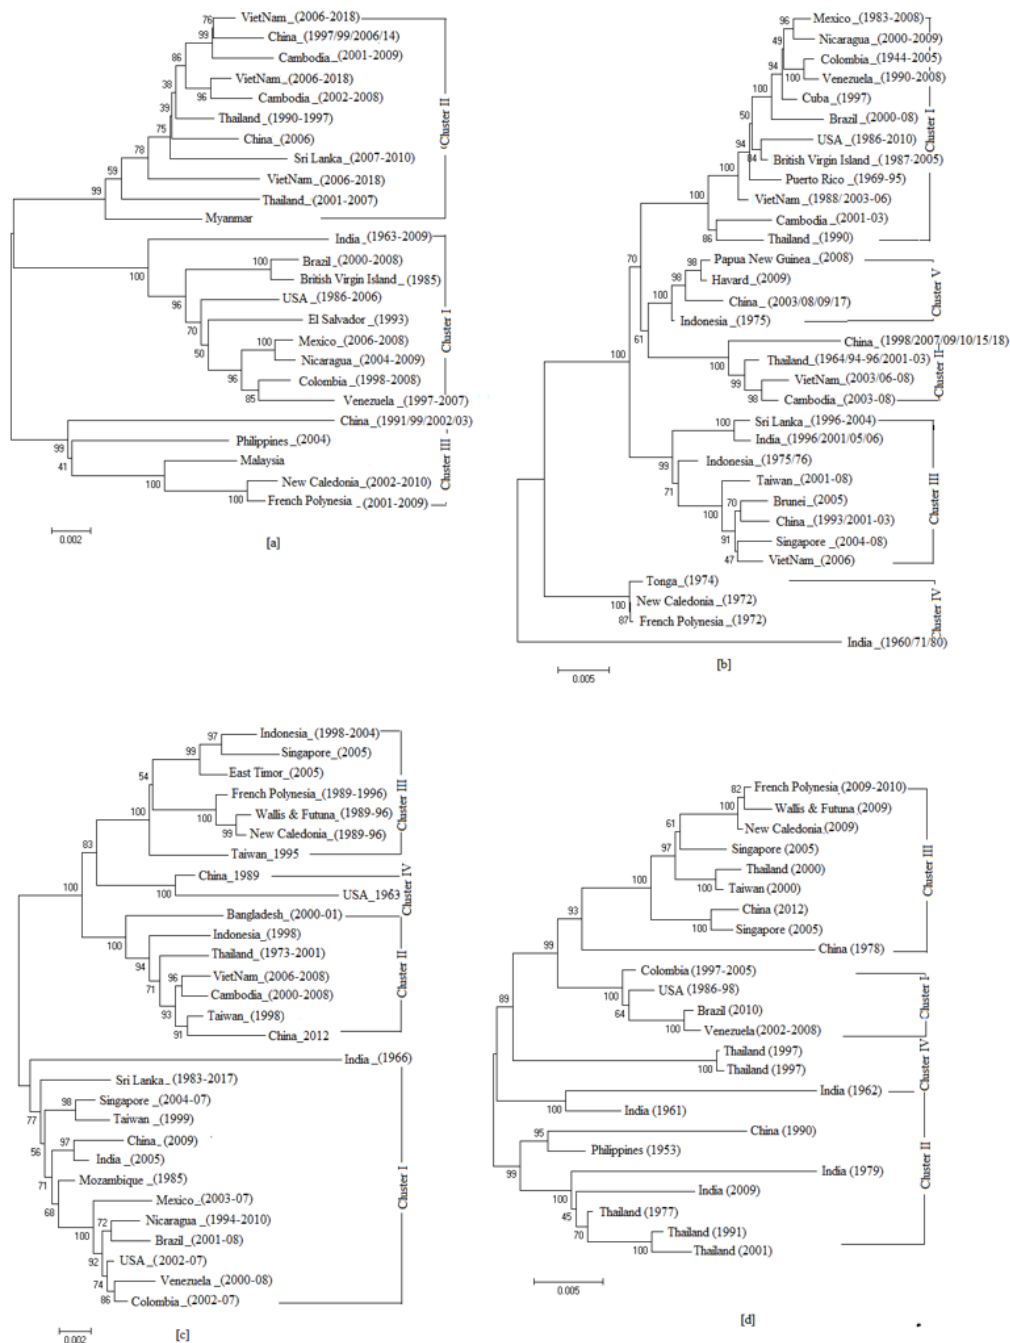 76 VietNam_(2006-2018)
99 China_(1997/99/2006/14)
86 Cambodia_(2001-2009)
VietNam_(2006-2018)
38 96 Cambodia_(2002-2008)
39 Thailand_(1990-1997)
75 China_(2006)
78 Sri Lanka_(2007-2010)
59 VietNam_(2006-2018)
99 Thailand_(2001-2007)
Myanmar
Cluster II
India_(1963-2009)
100 Brazil_(2000-2008)
100 British Virgin Island_(1985)
96 USA_(1986-2006)
70 El Salvador_(1993)
50 100 Mexico_(2006-2008)
Nicaragua_(2004-2009)
96 Colombia_(1998-2008)
85 Venezuela_(1997-2007)
Cluster I
China_(1991/99/2002/03)
99 Philippines_(2004)
41 Malaysia
100 New Caledonia_(2002-2010)
100 French Polynesia_(2001-2009)
Cluster III
0.002
[a]
96 Mexico_(1983-2008)
49 Nicaragua_(2000-2009)
94 Colombia_(1944-2005)
100 Venezuela_(1990-2008)
100 Cuba_(1997)
50 Brazil_(2000-08)
94 USA_(1986-2010)
84 British Virgin Island_(1987-2005)
100 Puerto Rico_(1969-95)
100 VietNam_(1988/2003-06)
Cambodia_(2001-03)
86 Thailand_(1990)
Cluster I
70 98 Papua New Guinea_(2008)
98 Havard_(2009)
100 China_(2003/08/09/17)
61 Indonesia_(1975)
Cluster V
China_(1998/2007/09/10/15/18)
100 100 Thailand_(1964/94-96/2001-03)
99 VietNam_(2003/06-08)
98 Cambodia_(2003-08)
Cluster II
100 Sri Lanka_(1996-2004)
India_(1996/2001/05/06)
99 Indonesia_(1975/76)
71 Taiwan_(2001-08)
70 Brunei_(2005)
100 China_(1993/2001-03)
91 Singapore_(2004-08)
47 VietNam_(2006)
Cluster III
Tonga_(1974)
100 New Caledonia_(1972)
87 French Polynesia_(1972)
Cluster IV
India_(1960/71/80)
0.005
[b]
97 Indonesia_(1998-2004)
99 Singapore_(2005)
54 East Timor_(2005)
French Polynesia_(1989-1996)
100 100 Wallis & Futuna_(1989-96)
99 New Caledonia_(1989-96)
83 Taiwan_1995
Cluster III
100 China_1989
100 USA_1963
Cluster IV
Bangladesh_(2000-01)
100 Indonesia_(1998)
94 Thailand_(1973-2001)
71 96 VietNam_(2006-2008)
Cambodia_(2000-2008)
93 Taiwan_(1998)
91 China_2012
Cluster II
India_(1966)
Sri Lanka_(1983-2017)
77 98 Singapore_(2004-07)
Taiwan_(1999)
56 97 China_(2009)
India_(2005)
71 Mozambique_(1985)
68 Mexico_(2003-07)
72 Nicaragua_(1994-2010)
100 Brazil_(2001-08)
92 USA_(2002-07)
74 Venezuela_(2000-08)
86 Colombia_(2002-07)
Cluster I
0.002
[c]
82 French Polynesia (2009-2010)
100 Wallis & Futuna (2009)
61 New Caledonia (2009)
97 Singapore (2005)
Thailand (2000)
100 100 Taiwan (2000)
China (2012)
93 100 Singapore (2005)
China (1978)
Cluster III
99 Colombia (1997-2005)
100 USA (1986-98)
64 Brazil (2010)
100 Venezuela (2002-2008)
Cluster I
89 Thailand (1997)
100 Thailand (1997)
Cluster IV
India (1962)
100 India (1961)
95 China (1990)
Philippines (1953)
99 India (1979)
100 India (2009)
45 Thailand (1977)
70 Thailand (1991)
100 Thailand (2001)
Cluster II
0.005
[d]